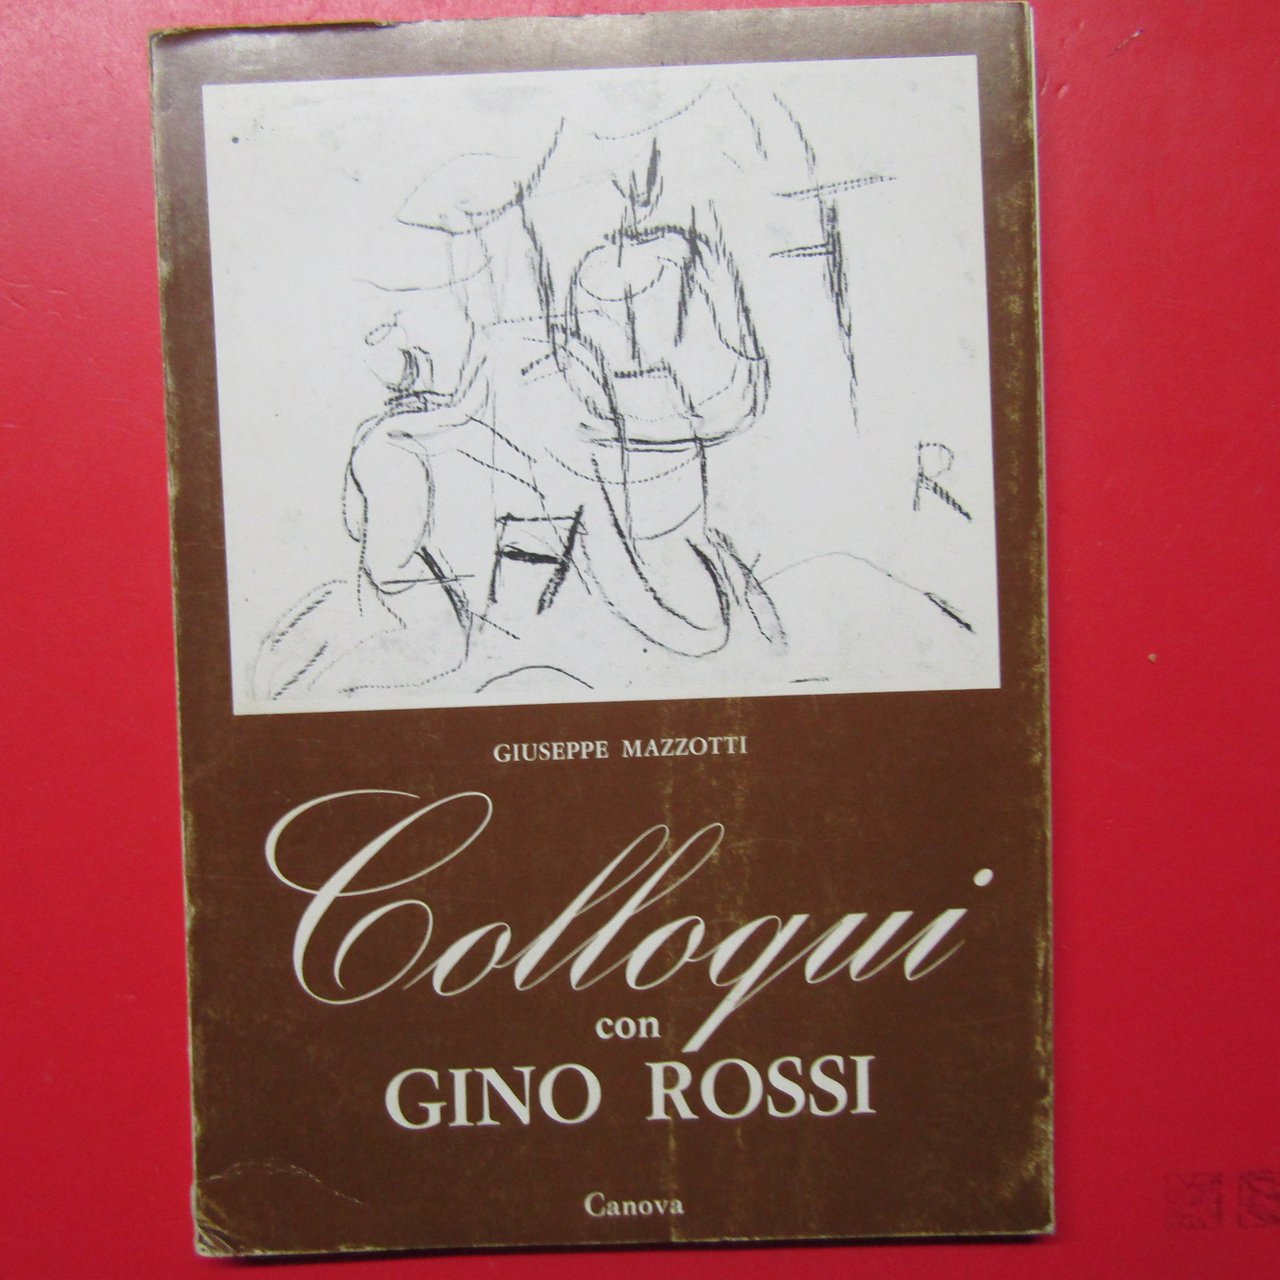 R
GIUSEPPE MAZZOTTI
Colloqui
con
GINO ROSSI
Canova